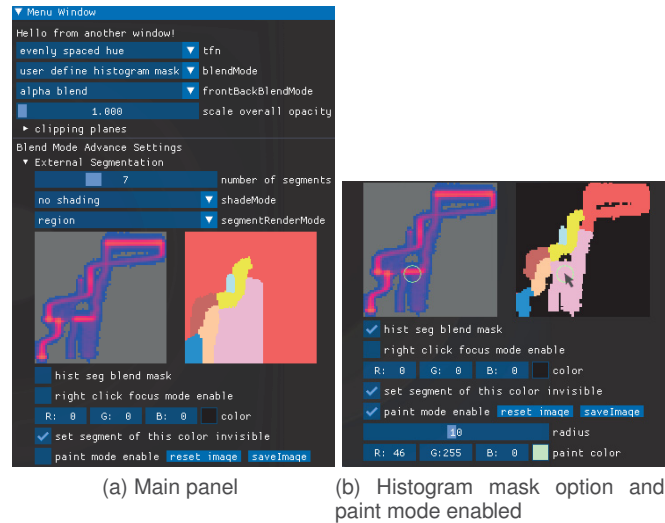 Menu Window
Hello from another window!
evenly spaced hue tfn
user define histogram mask blendMode
alpha blend frontBackBlendMode
1.000 scale overall opacity
clipping planes
Blend Mode Advance Settings
External Segmentation
7 number of segments
no shading shadeMode
region segmentRenderMode
hist seg blend mask
right click focus mode enable
R: 0 G: 0 B: 0 color
set segment of this color invisible
paint mode enable reset image saveImage
(a) Main panel
hist seg blend mask
right click focus mode enable
R: 0 G: 0 B: 0 color
set segment of this color invisible
paint mode enable reset image saveImage
10 radius
R: 46 G:255 B: 0 paint color
(b) Histogram mask option and
paint mode enabled